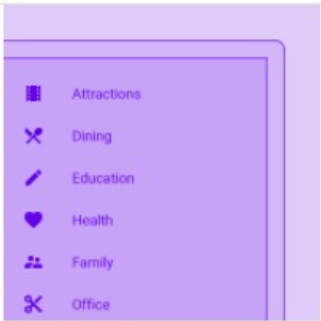 Attractions
Dining
Education
Health
Family
Office